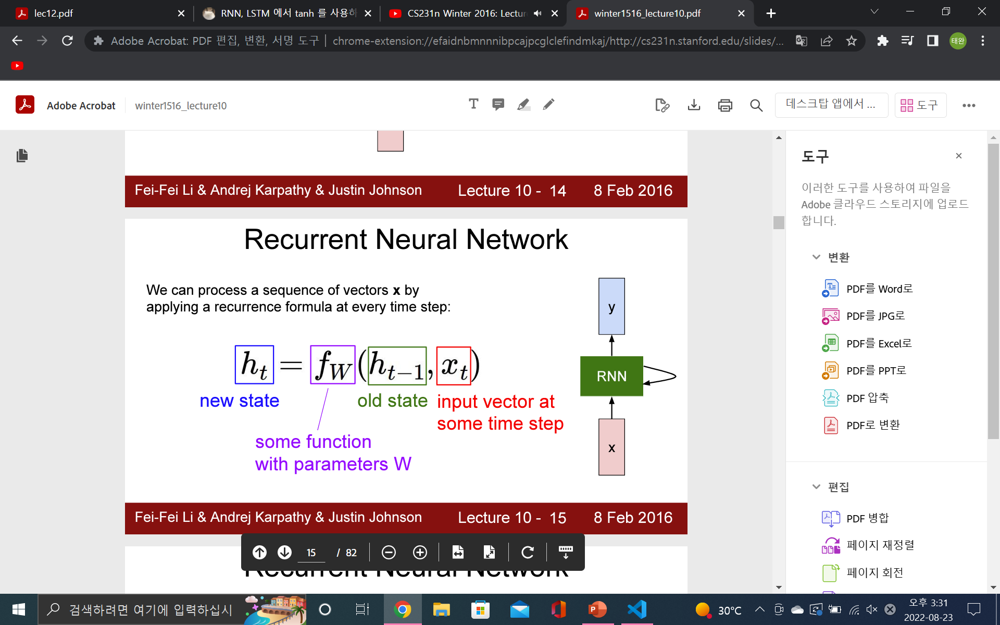 lec12.pdf
RNN, LSTM 에서 tanh 를 사용하
CS231n Winter 2016: Lectur
winter1516_lecture10.pdf
Adobe Acrobat: PDF 편집, 변환, 서명 도구 | chrome-extension://efaidnbmnnnibpcajpcglclefindmkaj/http://cs231n.stanford.edu/slides/...
태완
Adobe Acrobat
winter1516_lecture10
데스크탑 앱에서 ...
도구
Fei-Fei Li & Andrej Karpathy & Justin Johnson Lecture 10 - 14 8 Feb 2016
Recurrent Neural Network
We can process a sequence of vectors x by
applying a recurrence formula at every time step:
h_t = f_W(h_{t-1}, x_t)
new state
old state
input vector at
some time step
some function
with parameters W
y
RNN
x
Fei-Fei Li & Andrej Karpathy & Justin Johnson Lecture 10 - 15 8 Feb 2016
15 / 82
Recurrent Neural Network
도구
이러한 도구를 사용하여 파일을
Adobe 클라우드 스토리지에 업로드
합니다.
변환
PDF를 Word로
PDF를 JPG로
PDF를 Excel로
PDF를 PPT로
PDF 압축
PDF로 변환
편집
PDF 병합
페이지 재정렬
페이지 회전
검색하려면 여기에 입력하십시
30°C
오후 3:31
2022-08-23